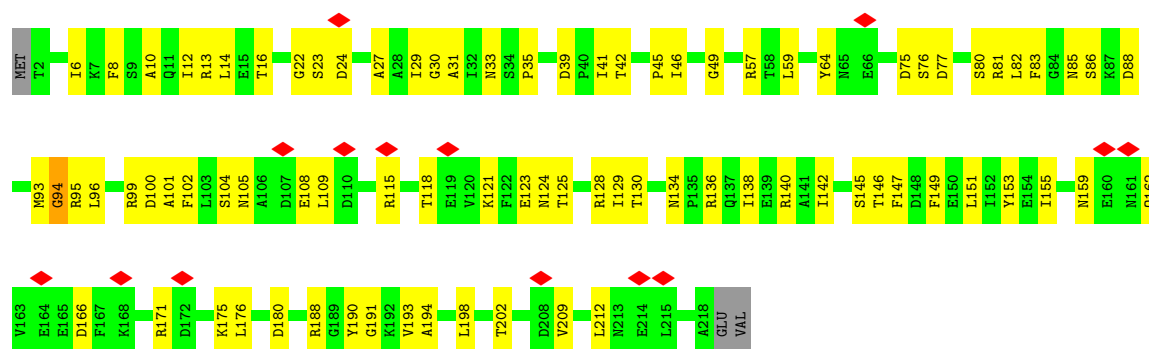 MET T2 I6 K7 F8 S9 A10 Q11 I12 R13 L14 E15 T16 G22 S23 D24 A27 A28 I29 G30 A31 I32 N33 S34 P35 D39 P40 I41 T42 P45 I46 G49 R57 T58 L59 Y64 N65 E66 D75 S76 D77 S80 R81 L82 F83 G84 N85 S86 K87 D88
M93 G94 R95 L96 R99 D100 A101 F102 L103 S104 N105 A106 D107 E108 L109 D110 R115 T118 E119 V120 K121 F122 E123 N124 T125 R128 I129 T130 N134 P135 R136 Q137 I138 E139 R140 A141 I142 S145 T146 F147 D148 F149 E150 L151 I152 Y153 E154 I155 N159 E160 N161
V163 E164 E165 D166 F167 K168 R171 D172 K175 L176 D180 R188 G189 Y190 G191 K192 V193 A194 L198 T202 D208 V209 L212 N213 E214 L215 A218 GLU VAL